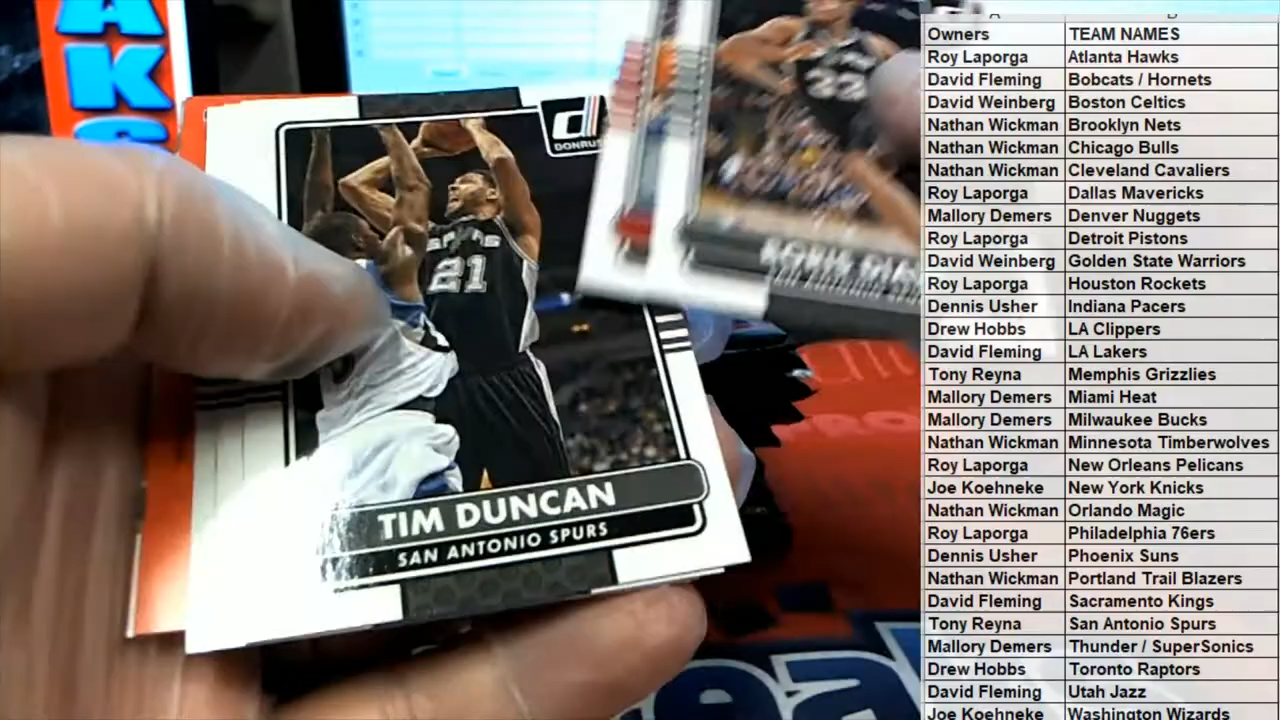 AKS
DONRUSS
SPURS
21
33
TIM DUNCAN
SAN ANTONIO SPURS
Owners TEAM NAMES
Roy Laporga Atlanta Hawks
David Fleming Bobcats / Hornets
David Weinberg Boston Celtics
Nathan Wickman Brooklyn Nets
Nathan Wickman Chicago Bulls
Nathan Wickman Cleveland Cavaliers
Roy Laporga Dallas Mavericks
Mallory Demers Denver Nuggets
Roy Laporga Detroit Pistons
David Weinberg Golden State Warriors
Roy Laporga Houston Rockets
Dennis Usher Indiana Pacers
Drew Hobbs LA Clippers
David Fleming LA Lakers
Tony Reyna Memphis Grizzlies
Mallory Demers Miami Heat
Mallory Demers Milwaukee Bucks
Nathan Wickman Minnesota Timberwolves
Roy Laporga New Orleans Pelicans
Joe Koehneke New York Knicks
Nathan Wickman Orlando Magic
Roy Laporga Philadelphia 76ers
Dennis Usher Phoenix Suns
Nathan Wickman Portland Trail Blazers
David Fleming Sacramento Kings
Tony Reyna San Antonio Spurs
Mallory Demers Thunder / SuperSonics
Drew Hobbs Toronto Raptors
David Fleming Utah Jazz
Joe Koehneke Washington Wizards